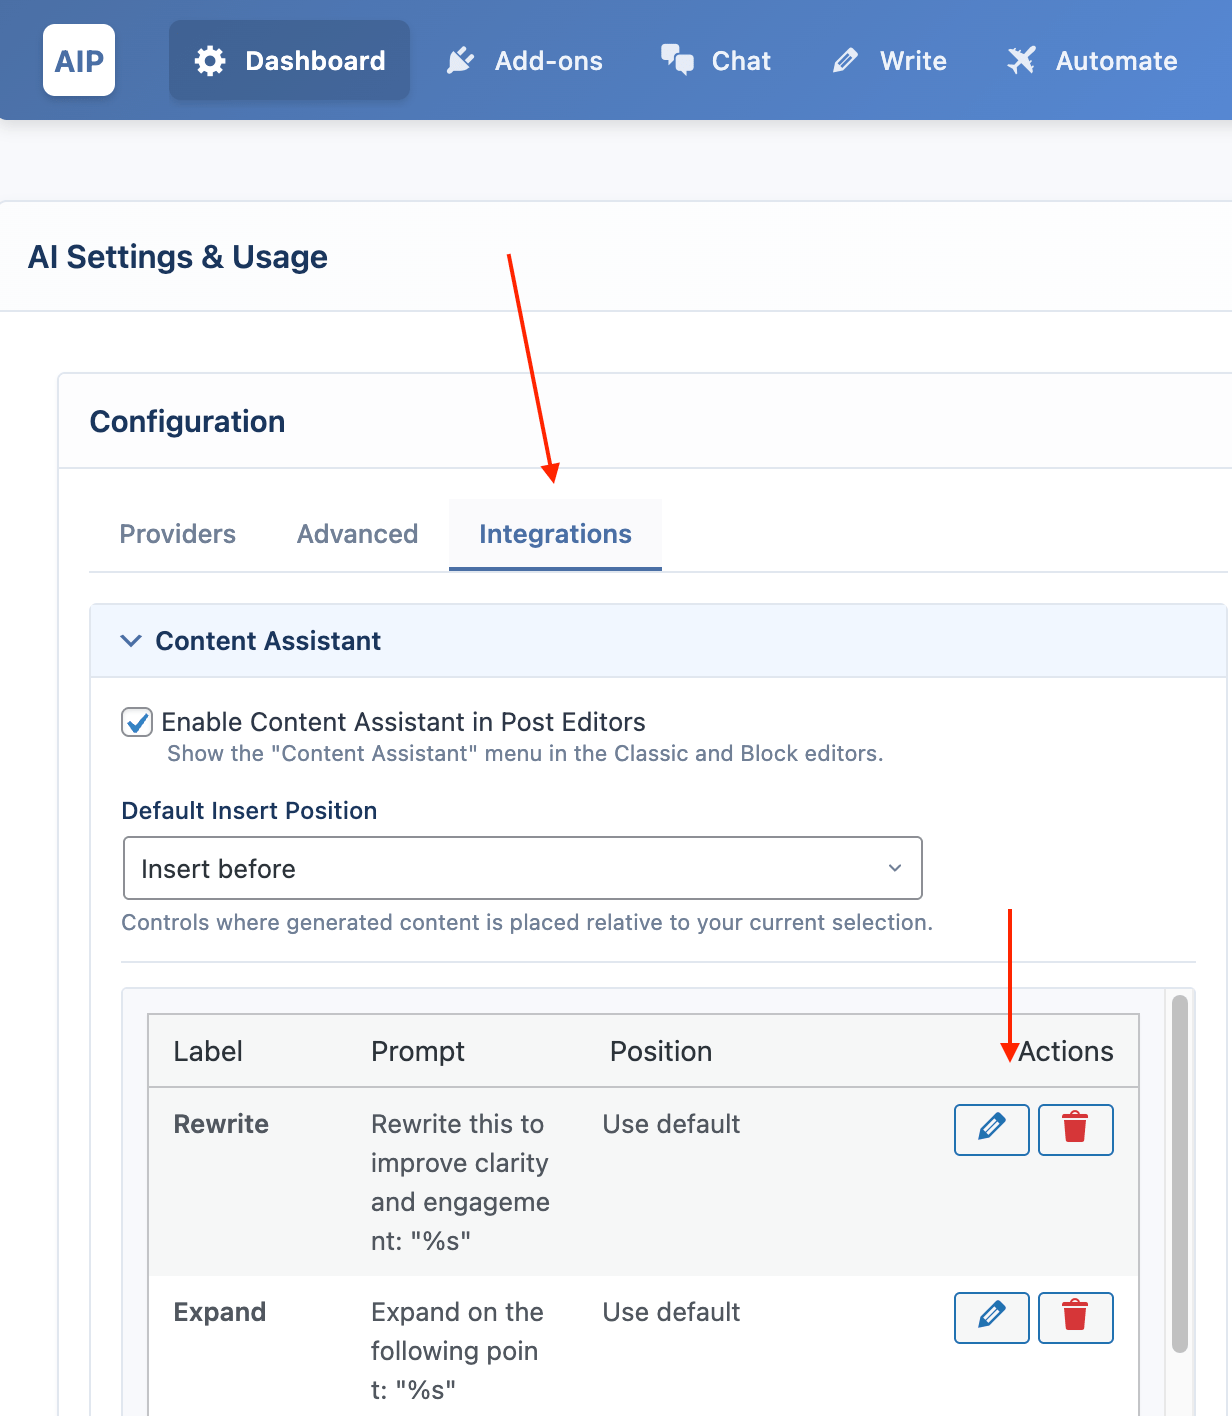 AIP
Dashboard
Add-ons
Chat
Write
Automate
AI Settings & Usage
Configuration
Providers
Advanced
Integrations
Content Assistant
Enable Content Assistant in Post Editors
Show the "Content Assistant" menu in the Classic and Block editors.
Default Insert Position
Insert before
Controls where generated content is placed relative to your current selection.
Label
Prompt
Position
Actions
Rewrite
Rewrite this to
improve clarity
and engageme
nt: "%s"
Use default
Expand
Expand on the
following poin
t: "%s"
Use default